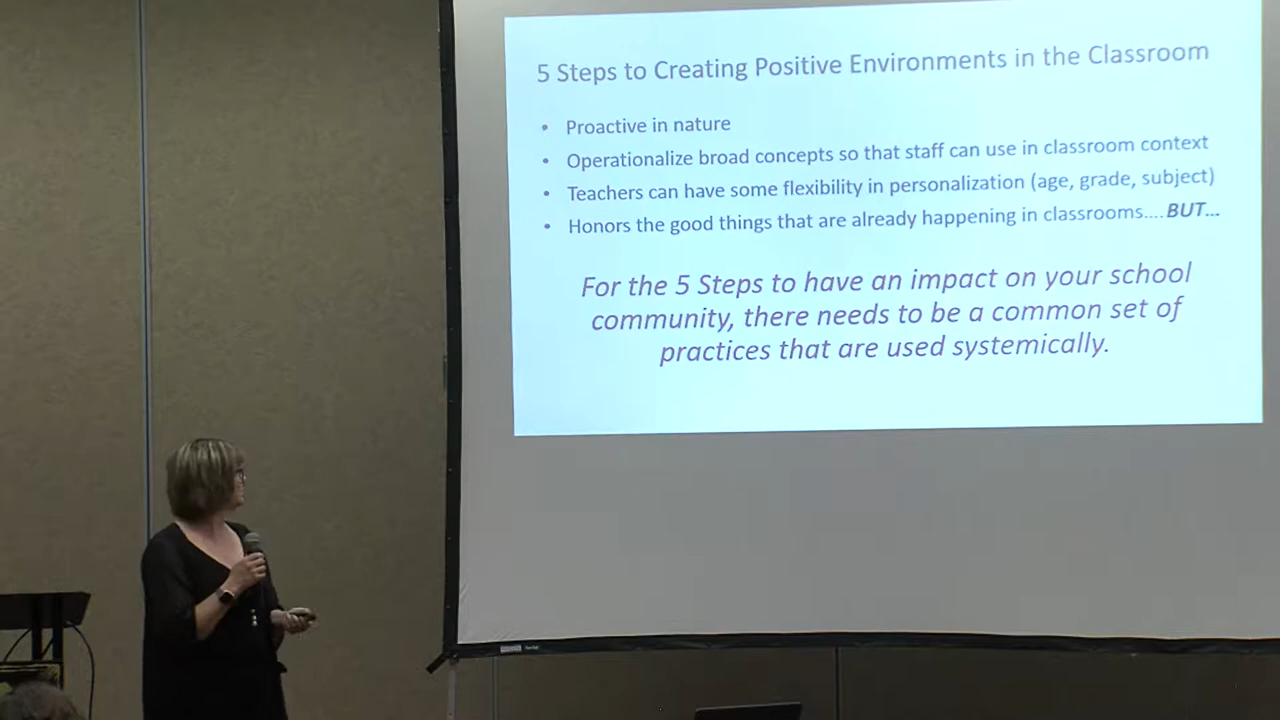 5 Steps to Creating Positive Environments in the Classroom
• Proactive in nature
• Operationalize broad concepts so that staff can use in classroom context
• Teachers can have some flexibility in personalization (age, grade, subject)
• Honors the good things that are already happening in classrooms....BUT...
For the 5 Steps to have an impact on your school
community, there needs to be a common set of
practices that are used systemically.